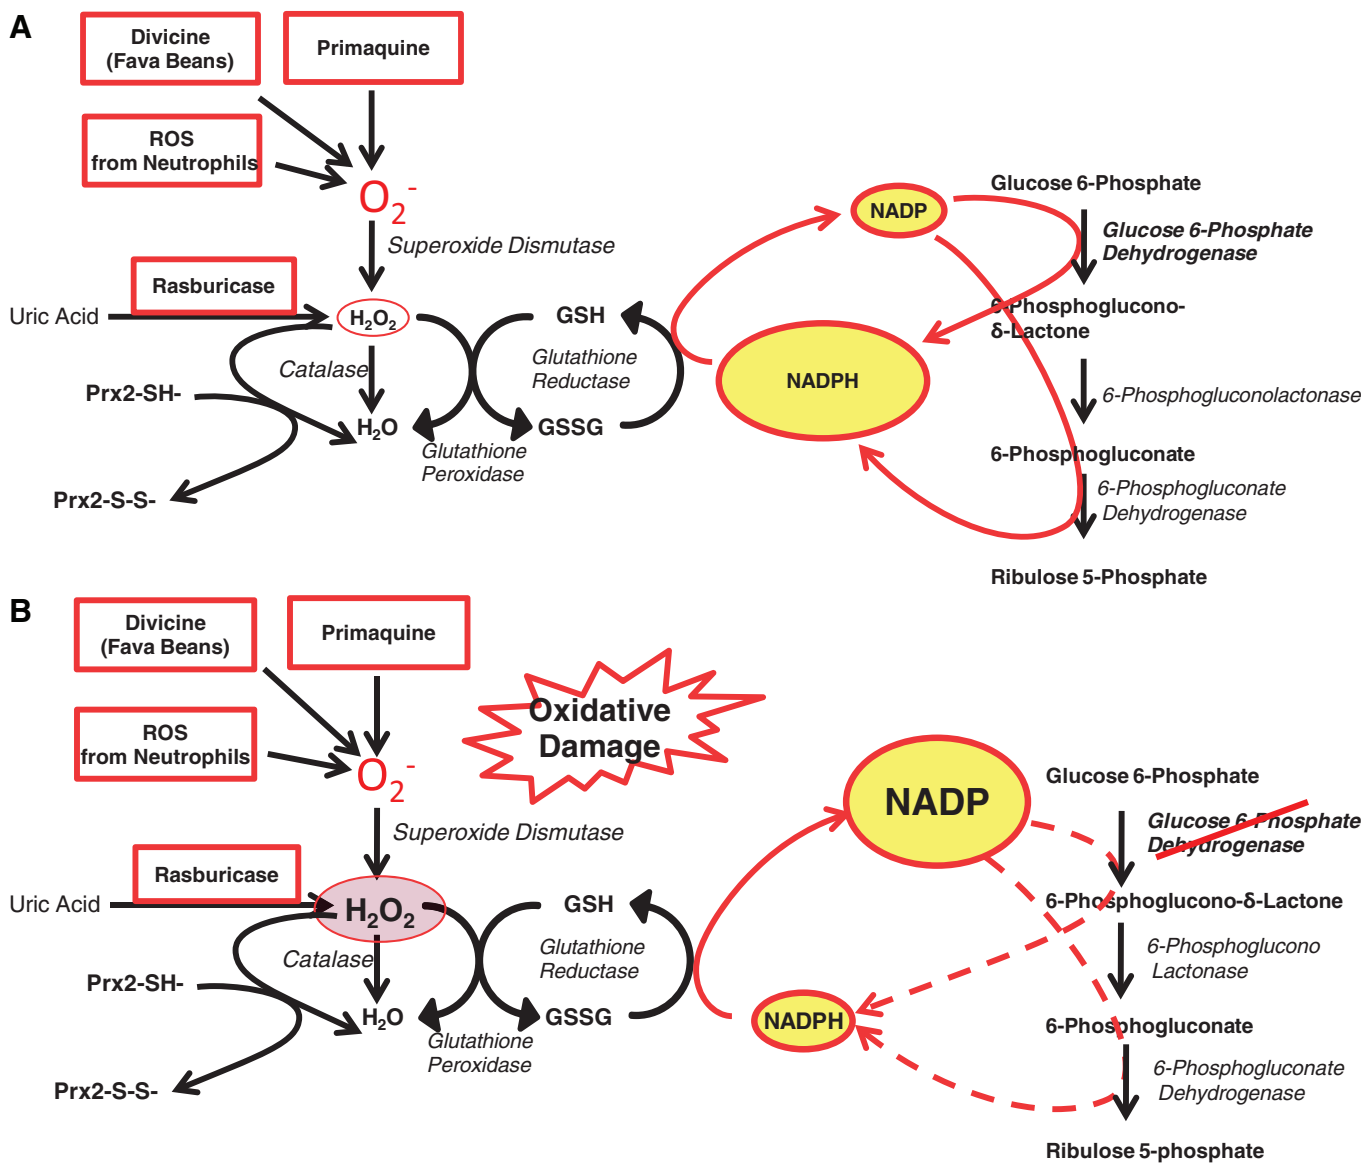 A
Divicine
(Fava Beans)
Primaquine
ROS
from Neutrophils
O2-
Superoxide Dismutase
Rasburicase
Uric Acid
H2O2
GSH
Catalase
Glutathione
Reductase
Prx2-SH-
H2O
GSSG
Glutathione
Peroxidase
Prx2-S-S-
NADP
NADPH
Glucose 6-Phosphate
Glucose 6-Phosphate
Dehydrogenase
6-Phosphoglucono-
δ-Lactone
6-Phosphogluconolactonase
6-Phosphogluconate
6-Phosphogluconate
Dehydrogenase
Ribulose 5-Phosphate
B
Divicine
(Fava Beans)
Primaquine
ROS
from Neutrophils
Oxidative
Damage
O2-
Superoxide Dismutase
Rasburicase
Uric Acid
H2O2
GSH
Catalase
Glutathione
Reductase
Prx2-SH-
H2O
GSSG
Glutathione
Peroxidase
Prx2-S-S-
NADP
NADPH
Glucose 6-Phosphate
Glucose 6-Phosphate
Dehydrogenase
6-Phosphoglucono-δ-Lactone
6-Phosphoglucono
Lactonase
6-Phosphogluconate
6-Phosphogluconate
Dehydrogenase
Ribulose 5-phosphate